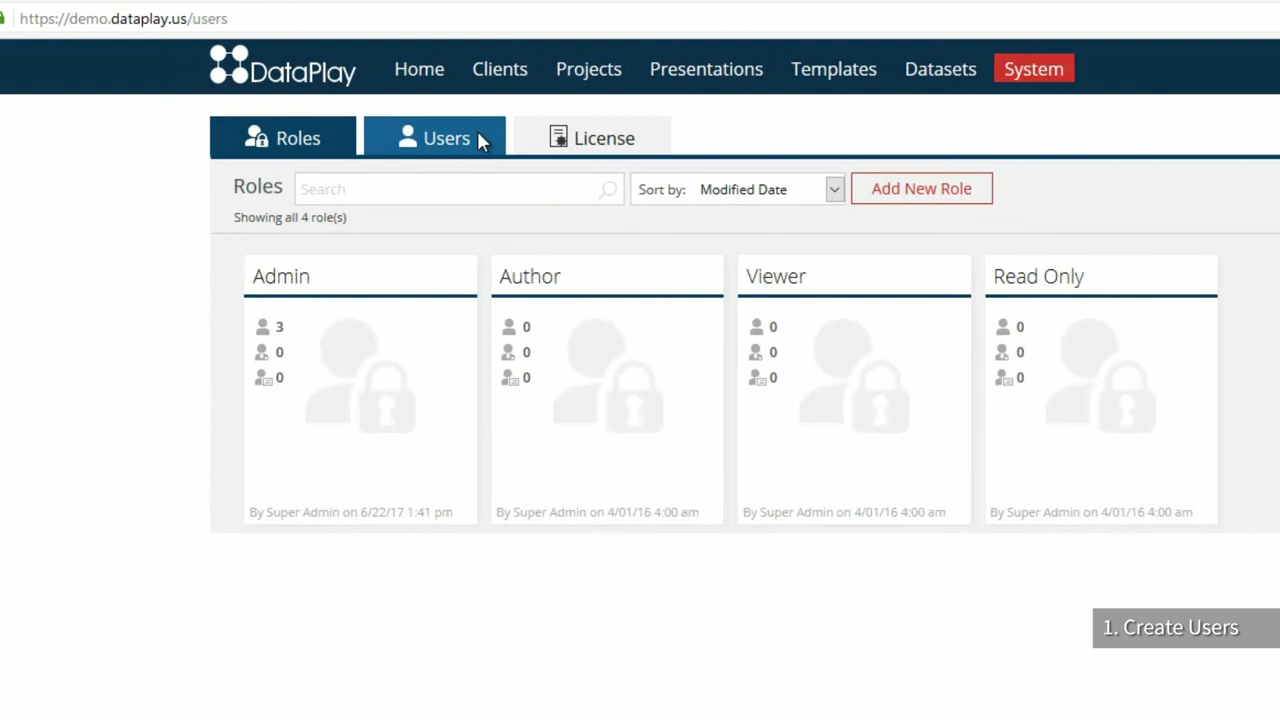 https://demo.dataplay.us/users
DataPlay Home Clients Projects Presentations Templates Datasets System
Roles Users License
Roles Search Sort by: Modified Date Add New Role
Showing all 4 role(s)
Admin Author Viewer Read Only
3 0 0 0
0 0 0 0
0 0 0 0
By Super Admin on 6/22/17 1:41 pm By Super Admin on 4/01/16 4:00 am By Super Admin on 4/01/16 4:00 am By Super Admin on 4/01/16 4:00 am
1. Create Users